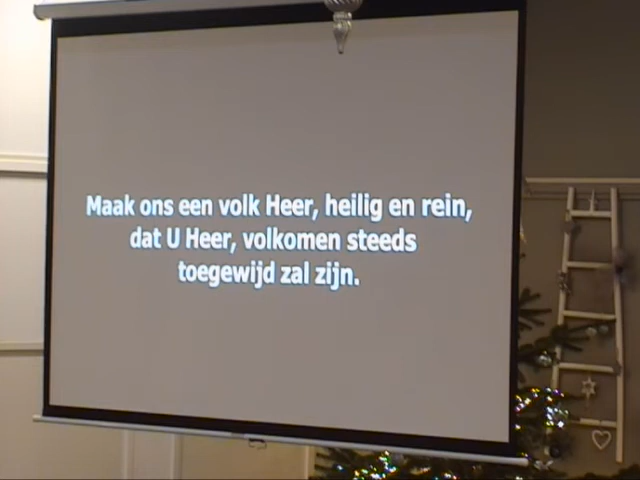 Maak ons een volk Heer, heilig en rein,
dat U Heer, volkomen steeds
toegewijd zal zijn.